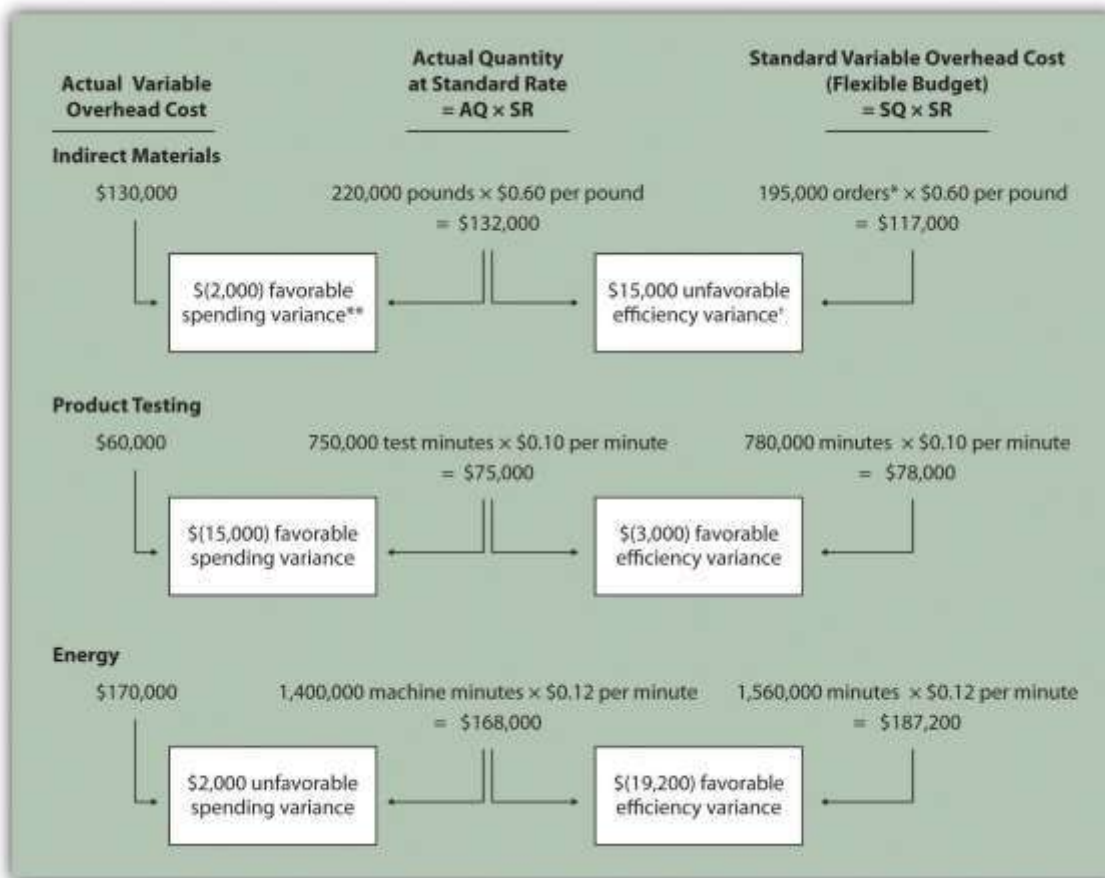 Actual Variable
Overhead Cost
Actual Quantity
at Standard Rate
= AQ × SR
Standard Variable Overhead Cost
(Flexible Budget)
= SQ × SR
Indirect Materials
$130,000
220,000 pounds × $0.60 per pound
= $132,000
195,000 orders* × $0.60 per pound
= $117,000
$(2,000) favorable
spending variance**
$15,000 unfavorable
efficiency variance†
Product Testing
$60,000
750,000 test minutes × $0.10 per minute
= $75,000
780,000 minutes × $0.10 per minute
= $78,000
$(15,000) favorable
spending variance
$(3,000) favorable
efficiency variance
Energy
$170,000
1,400,000 machine minutes × $0.12 per minute
= $168,000
1,560,000 minutes × $0.12 per minute
= $187,200
$2,000 unfavorable
spending variance
$(19,200) favorable
efficiency variance